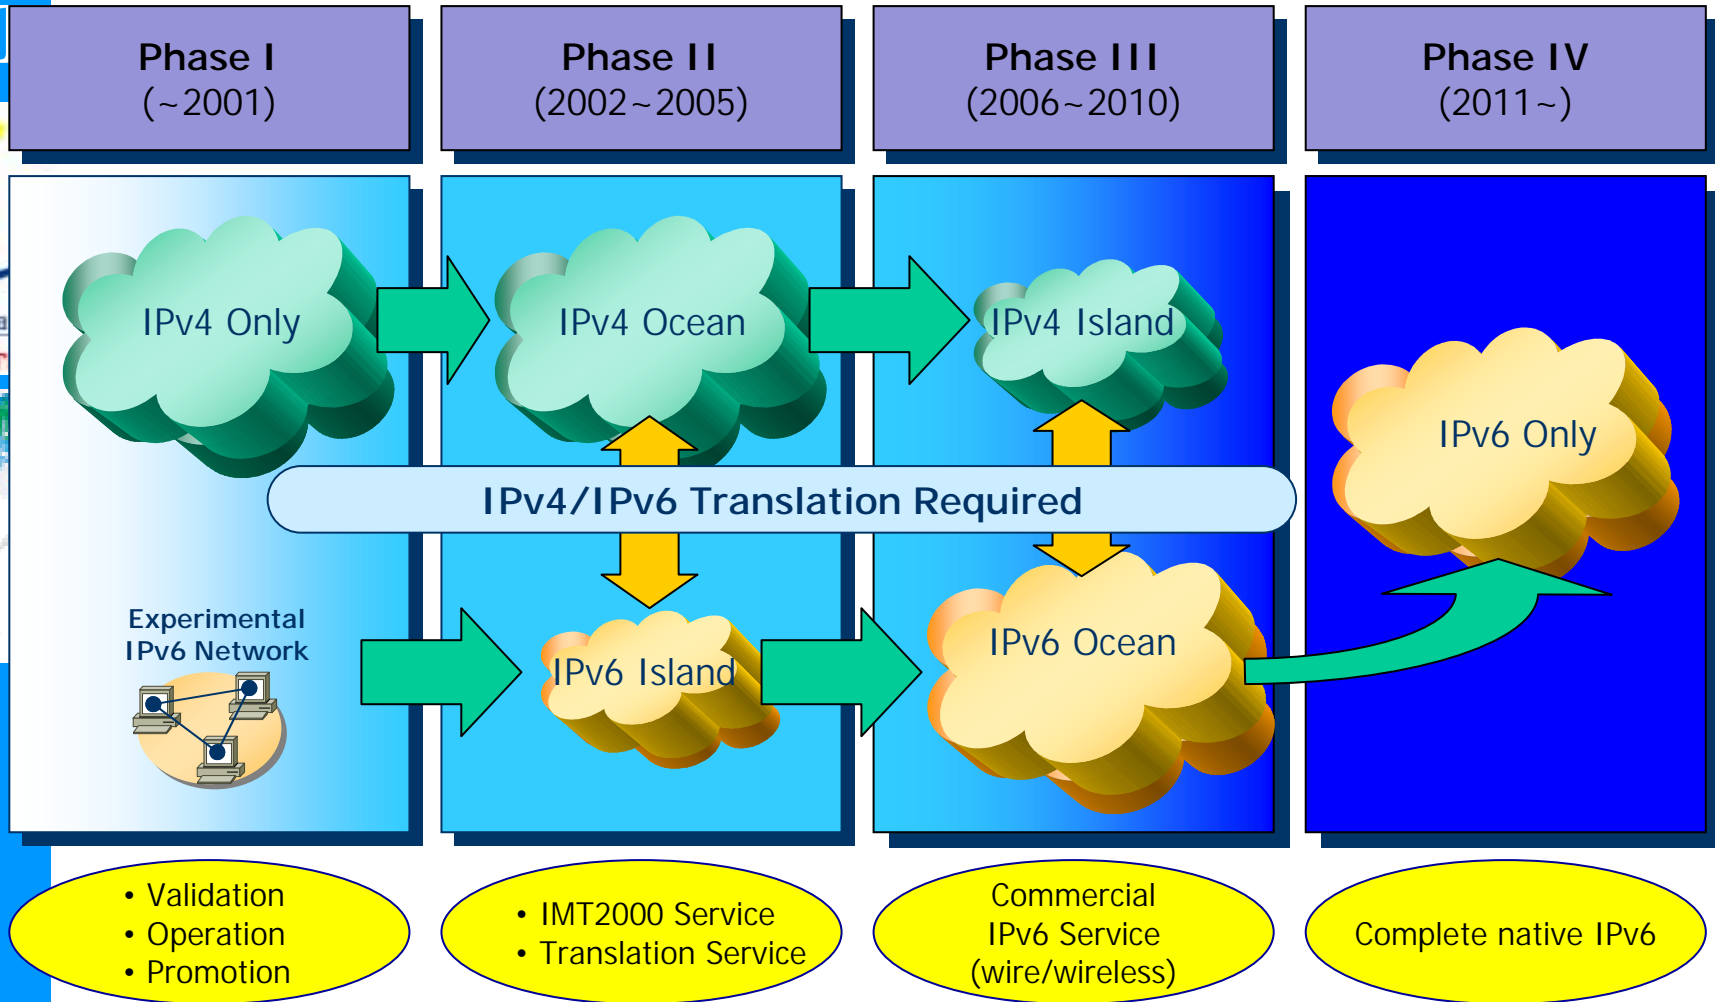 Phase I
(~2001)
Phase II
(2002~2005)
Phase III
(2006~2010)
Phase IV
(2011~)
IPv4 Only
IPv4 Ocean
IPv4 Island
IPv6 Only
IPv4/IPv6 Translation Required
Experimental
IPv6 Network
IPv6 Island
IPv6 Ocean
• Validation
• Operation
• Promotion
• IMT2000 Service
• Translation Service
Commercial
IPv6 Service
(wire/wireless)
Complete native IPv6